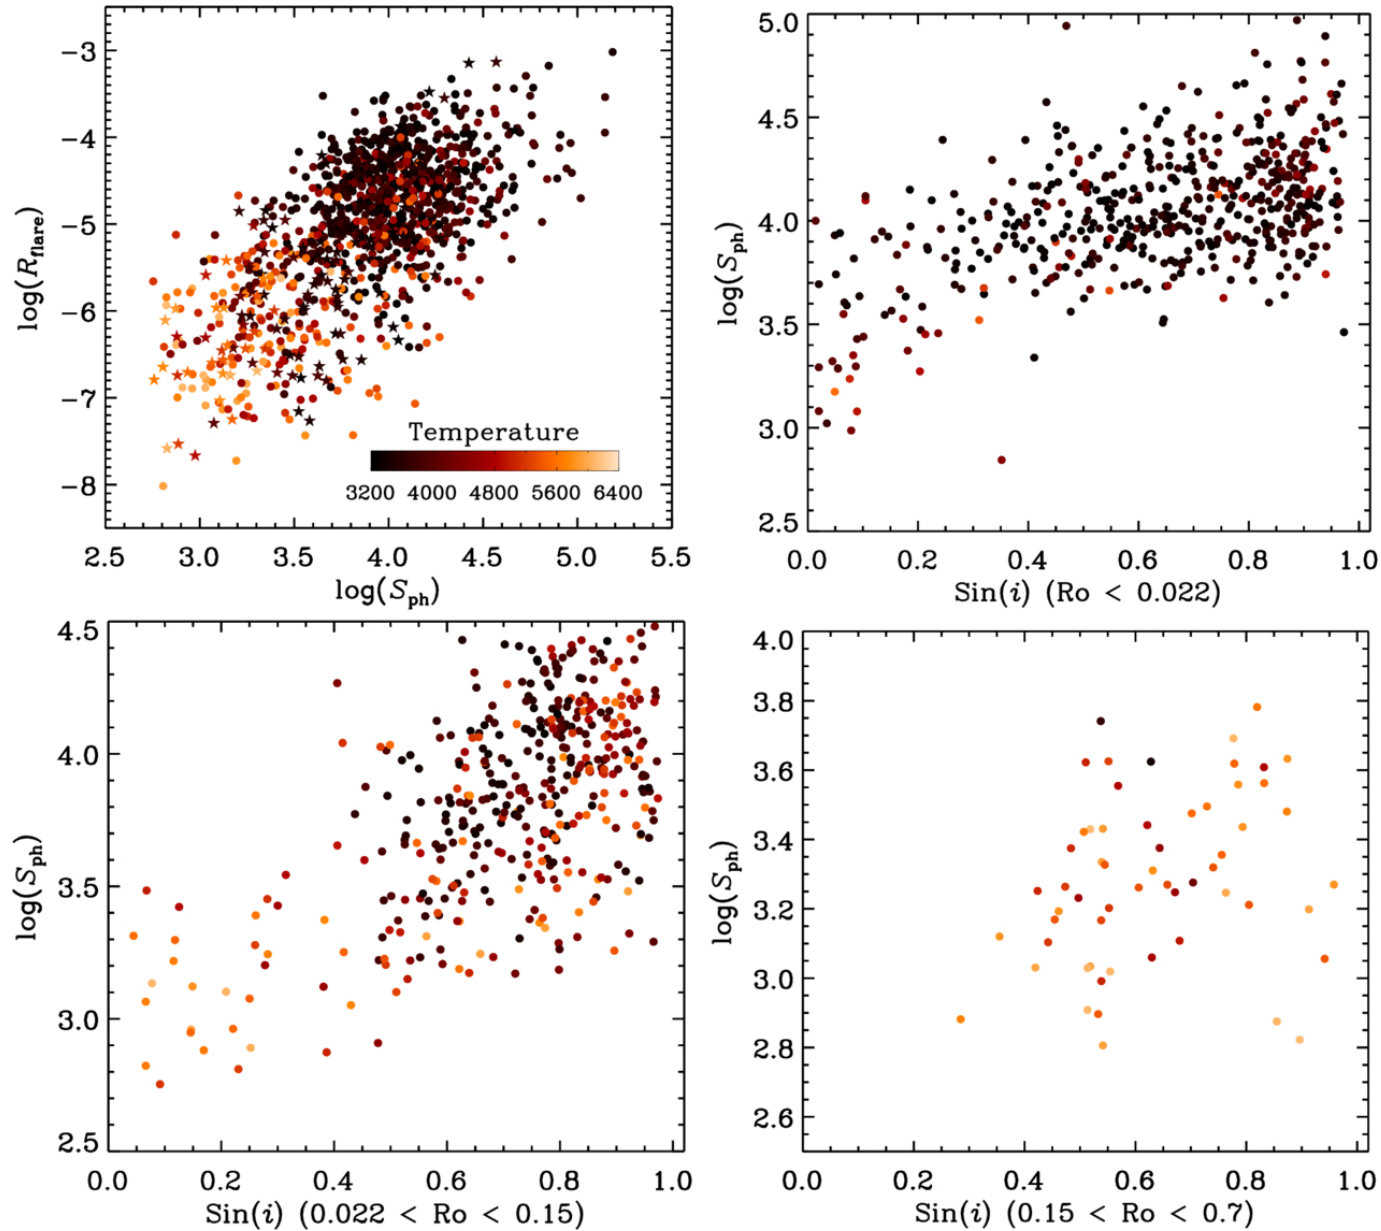 −3
−4
−5
−6
−7
−8
log(R_flare)
Temperature
3200 4000 4800 5600 6400
2.5 3.0 3.5 4.0 4.5 5.0 5.5
log(S_ph)
5.0
4.5
4.0
3.5
3.0
2.5
log(S_ph)
0.0 0.2 0.4 0.6 0.8 1.0
Sin(i) (Ro < 0.022)
4.5
4.0
3.5
3.0
2.5
log(S_ph)
0.0 0.2 0.4 0.6 0.8 1.0
Sin(i) (0.022 < Ro < 0.15)
4.0
3.8
3.6
3.4
3.2
3.0
2.8
2.6
log(S_ph)
0.0 0.2 0.4 0.6 0.8 1.0
Sin(i) (0.15 < Ro < 0.7)